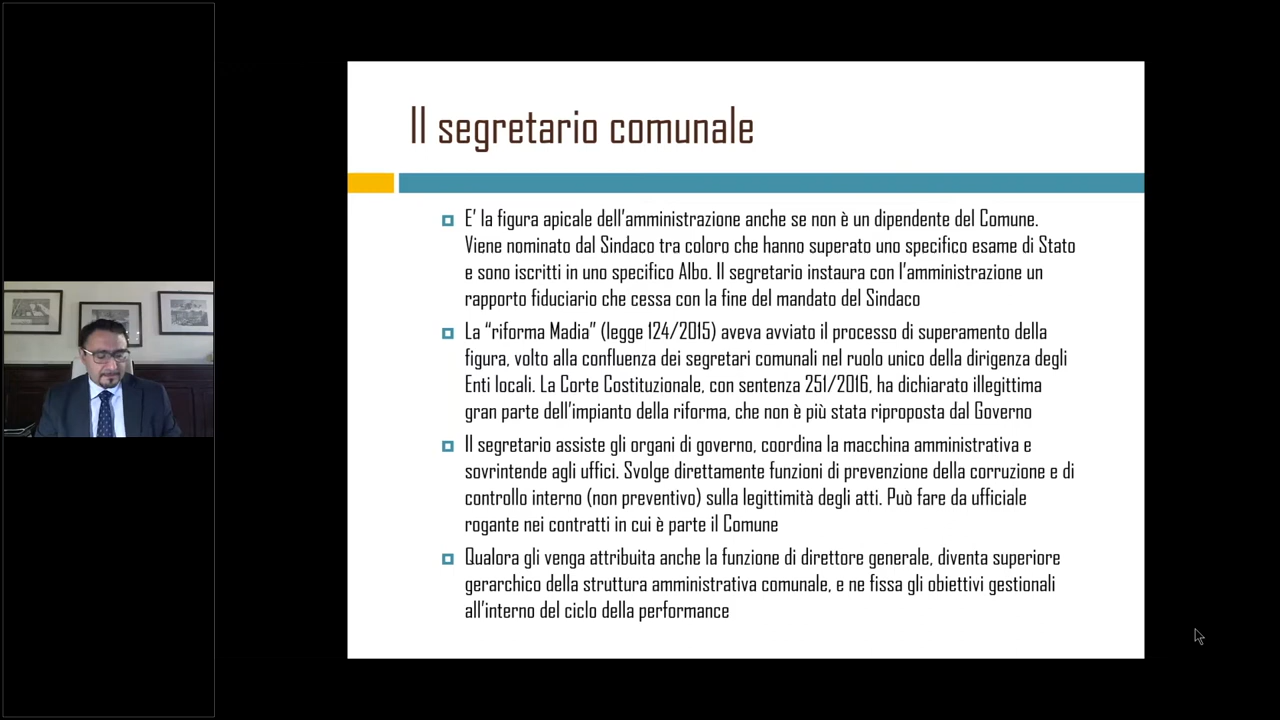 Il segretario comunale
E' la figura apicale dell'amministrazione anche se non è un dipendente del Comune.
Viene nominato dal Sindaco tra coloro che hanno superato uno specifico esame di Stato
e sono iscritti in uno specifico Albo. Il segretario instaura con l'amministrazione un
rapporto fiduciario che cessa con la fine del mandato del Sindaco
La “riforma Madia” (legge 124/2015) aveva avviato il processo di superamento della
figura, volto alla confluenza dei segretari comunali nel ruolo unico della dirigenza degli
Enti locali. La Corte Costituzionale, con sentenza 251/2016, ha dichiarato illegittima
gran parte dell'impianto della riforma, che non è più stata riproposta dal Governo
Il segretario assiste gli organi di governo, coordina la macchina amministrativa e
sovrintende agli uffici. Svolge direttamente funzioni di prevenzione della corruzione e di
controllo interno (non preventivo) sulla legittimità degli atti. Può fare da ufficiale
rogante nei contratti in cui è parte il Comune
Qualora gli venga attribuita anche la funzione di direttore generale, diventa superiore
gerarchico della struttura amministrativa comunale, e ne fissa gli obiettivi gestionali
all'interno del ciclo della performance